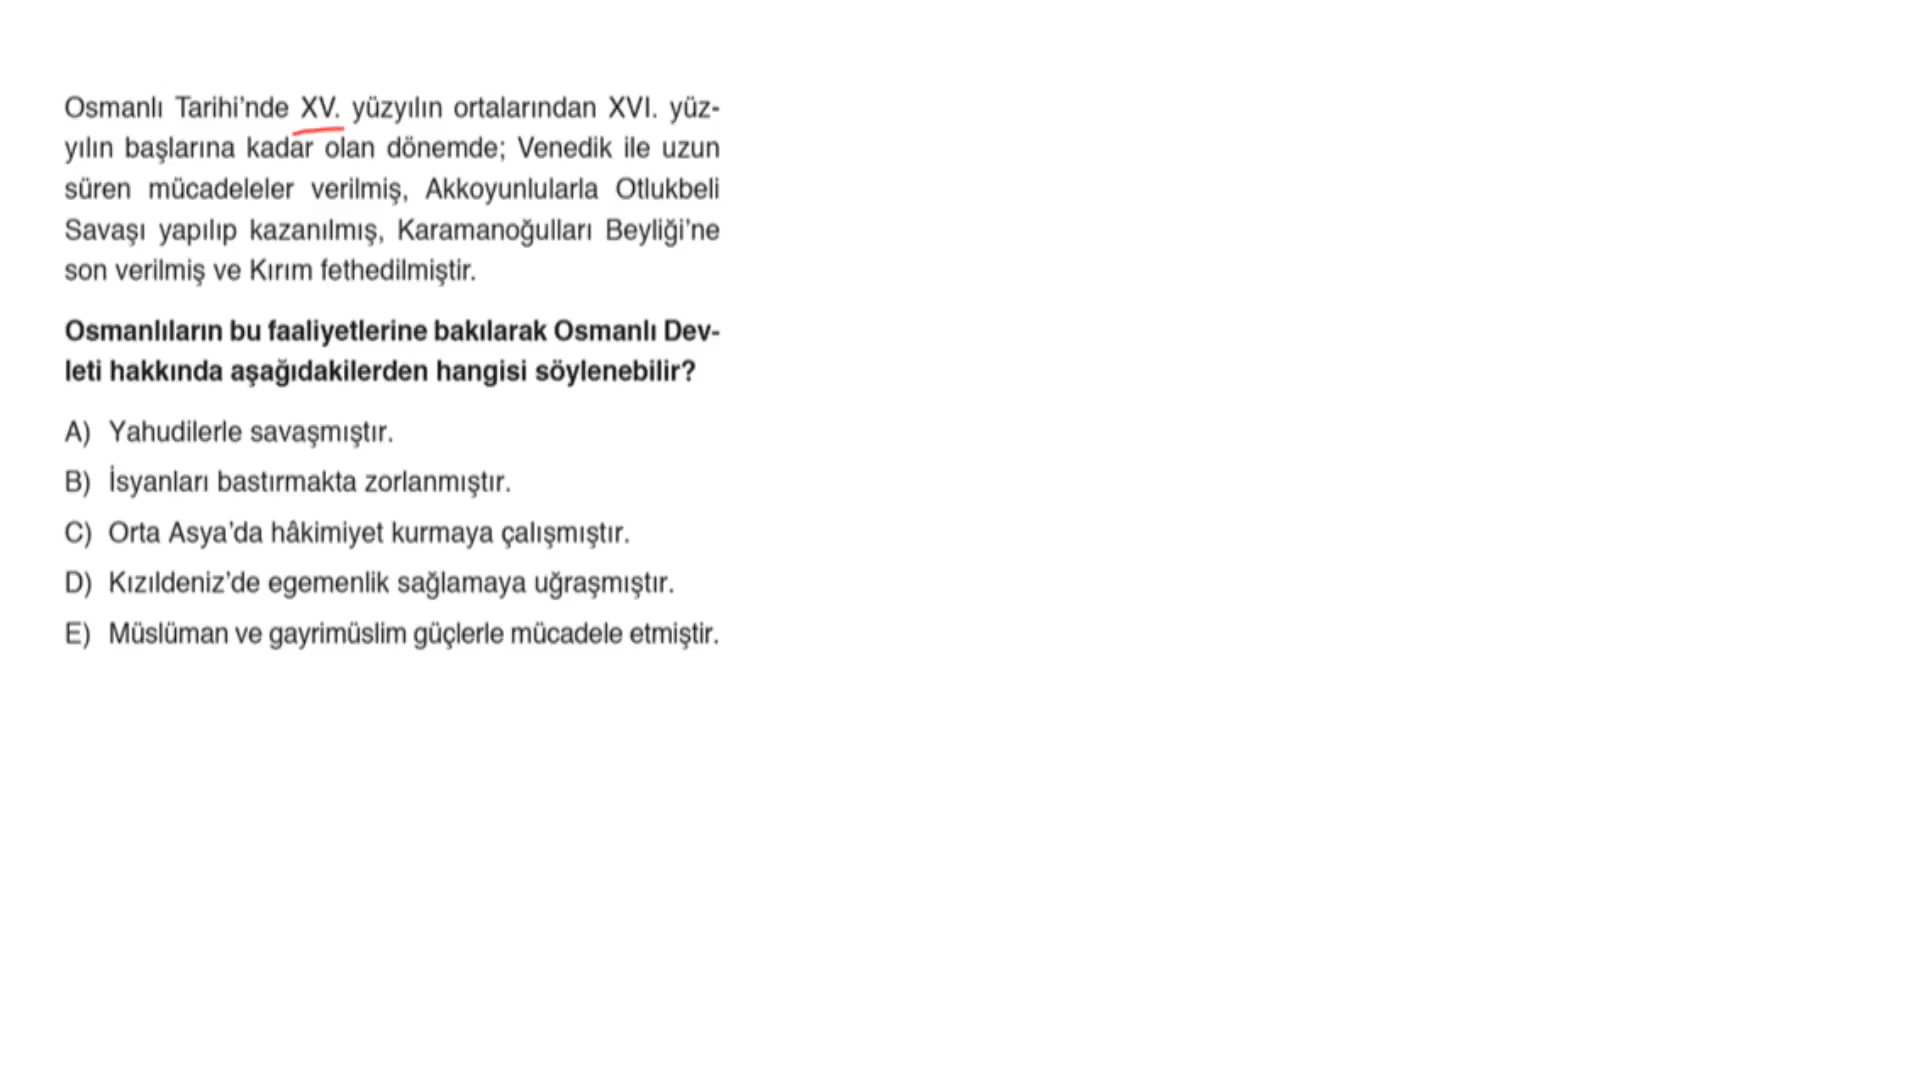 Osmanlı Tarihi’nde XV. yüzyılın ortalarından XVI. yüz-
yılın başlarına kadar olan dönemde; Venedik ile uzun
süren mücadeleler verilmiş, Akkoyunlularla Otlukbeli
Savaşı yapılıp kazanılmış, Karamanoğulları Beyliği’ne
son verilmiş ve Kırım fethedilmiştir.
Osmanlıların bu faaliyetlerine bakılarak Osmanlı Dev-
leti hakkında aşağıdakilerden hangisi söylenebilir?
A) Yahudilerle savaşmıştır.
B) İsyanları bastırmakta zorlanmıştır.
C) Orta Asya’da hâkimiyet kurmaya çalışmıştır.
D) Kızıldeniz’de egemenlik sağlamaya uğraşmıştır.
E) Müslüman ve gayrimüslim güçlerle mücadele etmiştir.